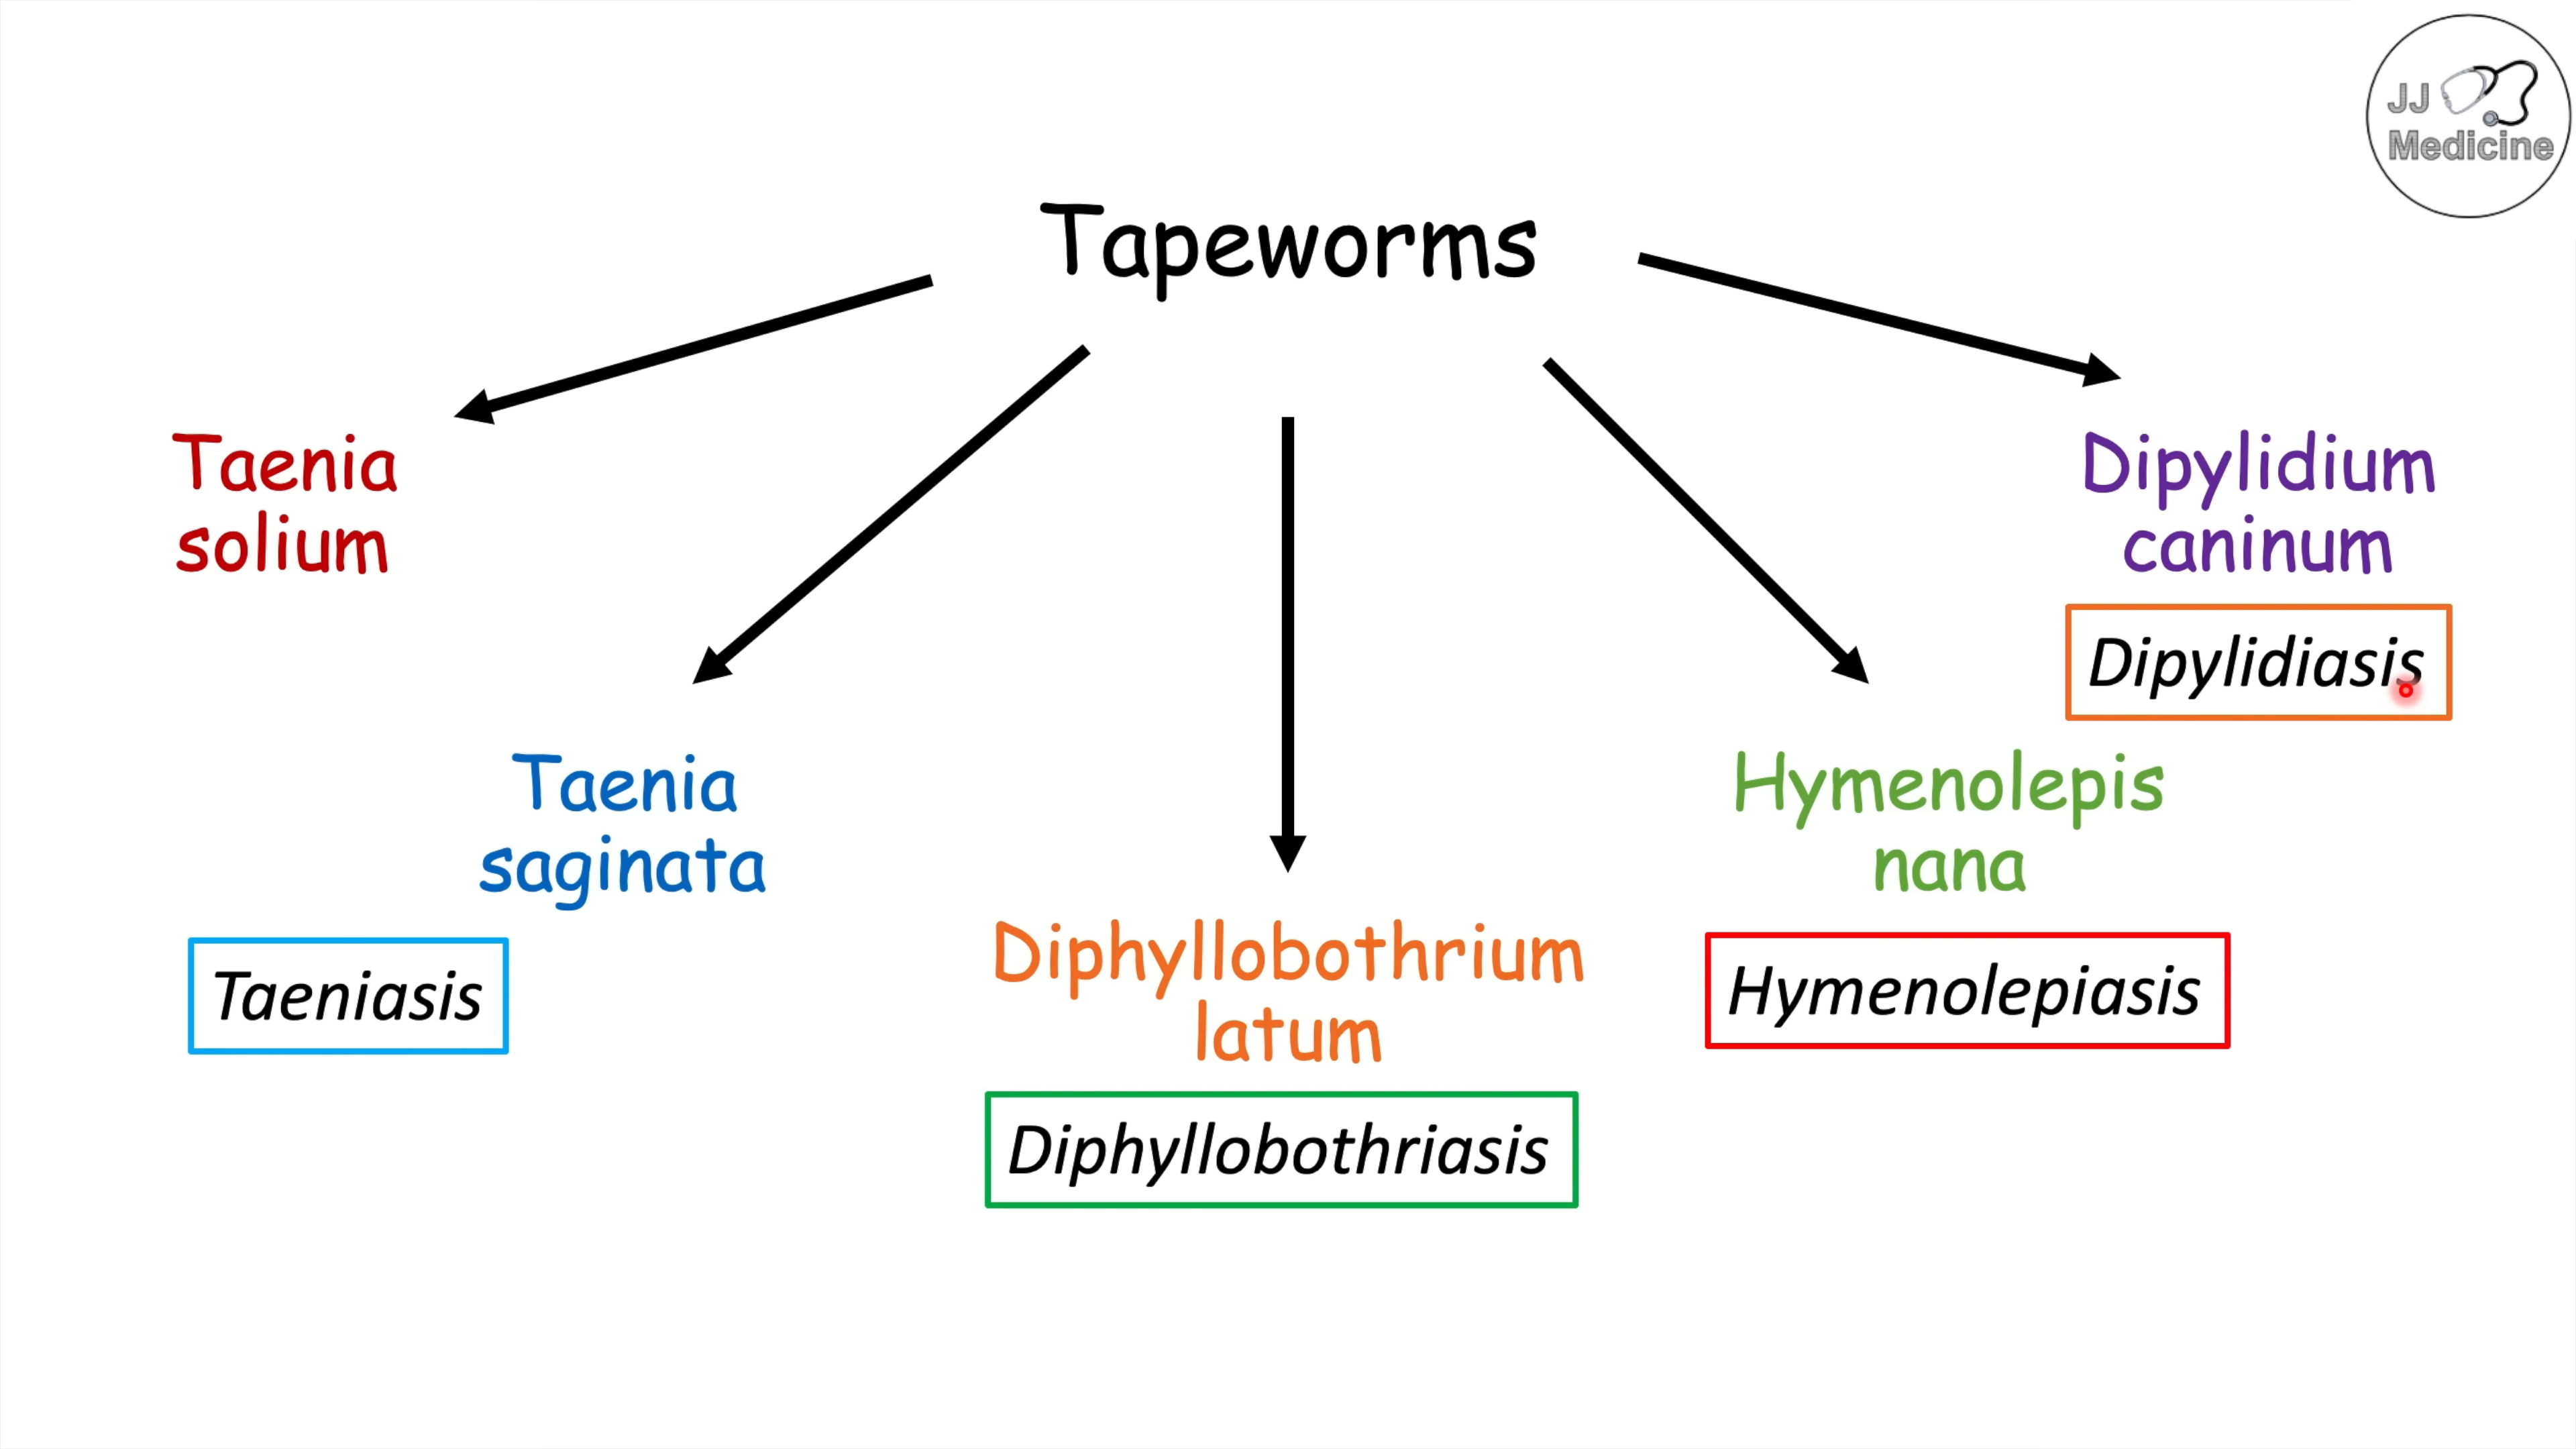 JJ
Medicine
Tapeworms
Taenia
solium
Taenia
saginata
Taeniasis
Diphyllobothrium
latum
Diphyllobothriasis
Hymenolepis
nana
Hymenolepiasis
Dipylidium
caninum
Dipylidiasis